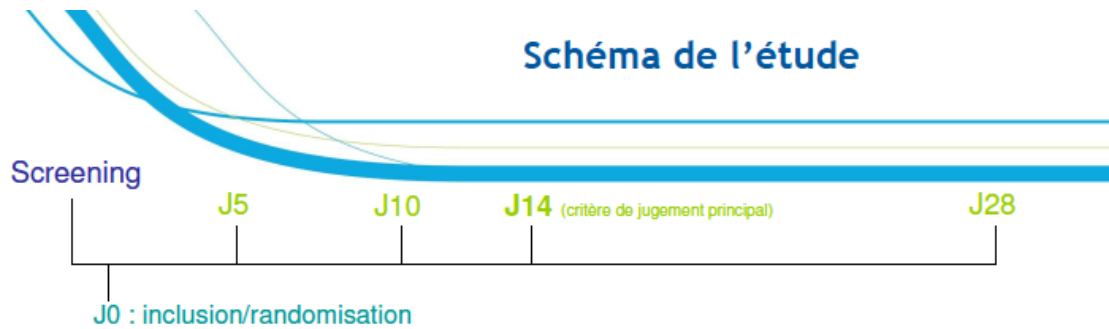 Schéma de l'étude
Screening
J5
J10
J14 (critère de jugement principal)
J28
J0 : inclusion/randomisation